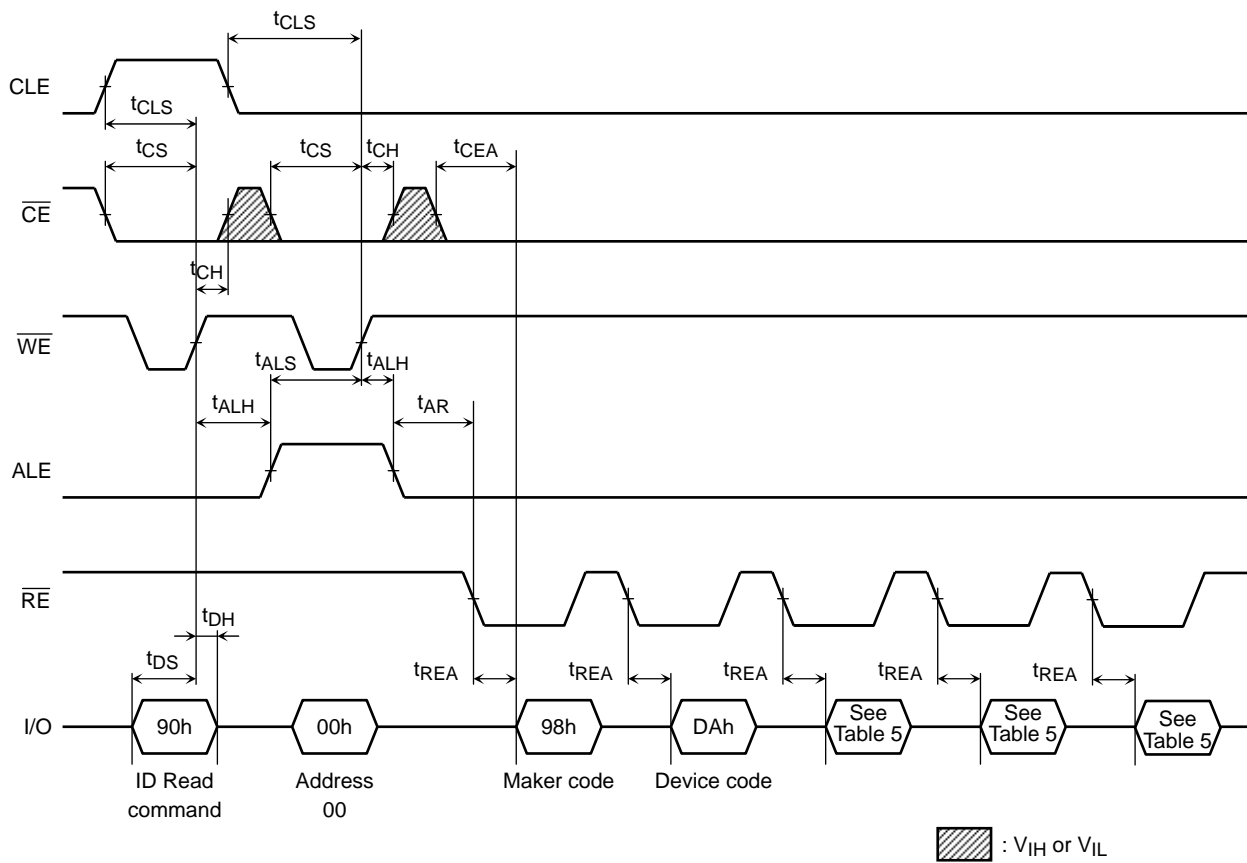 tCLS
CLE
tCLS
tCS
tCS
tCH
tCEA
CE
tCH
WE
tALS
tALH
tALH
tAR
ALE
RE
tDH
tDS
tREA
tREA
tREA
tREA
tREA
I/O
90h
00h
98h
DAh
See
Table 5
See
Table 5
See
Table 5
ID Read
command
Address
00
Maker code
Device code
: VIH or VIL